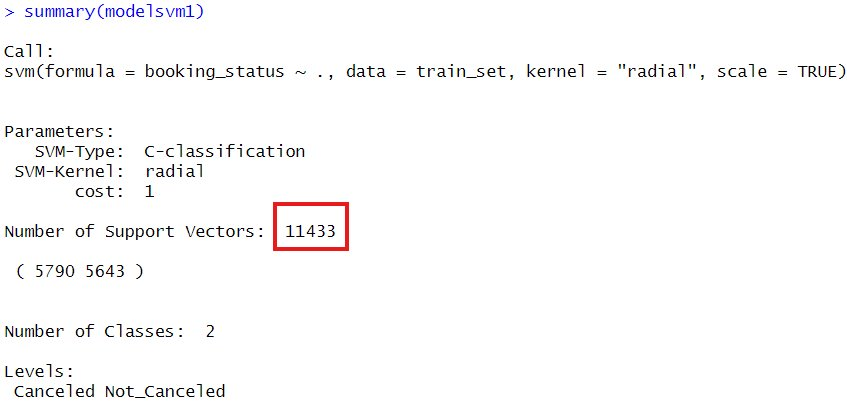 > summary(modelsvm1)
Call:
svm(formula = booking_status ~ ., data = train_set, kernel = "radial", scale = TRUE)
Parameters:
SVM-Type: C-classification
SVM-Kernel: radial
cost: 1
Number of Support Vectors: 11433
( 5790 5643 )
Number of Classes: 2
Levels:
Canceled Not_Canceled